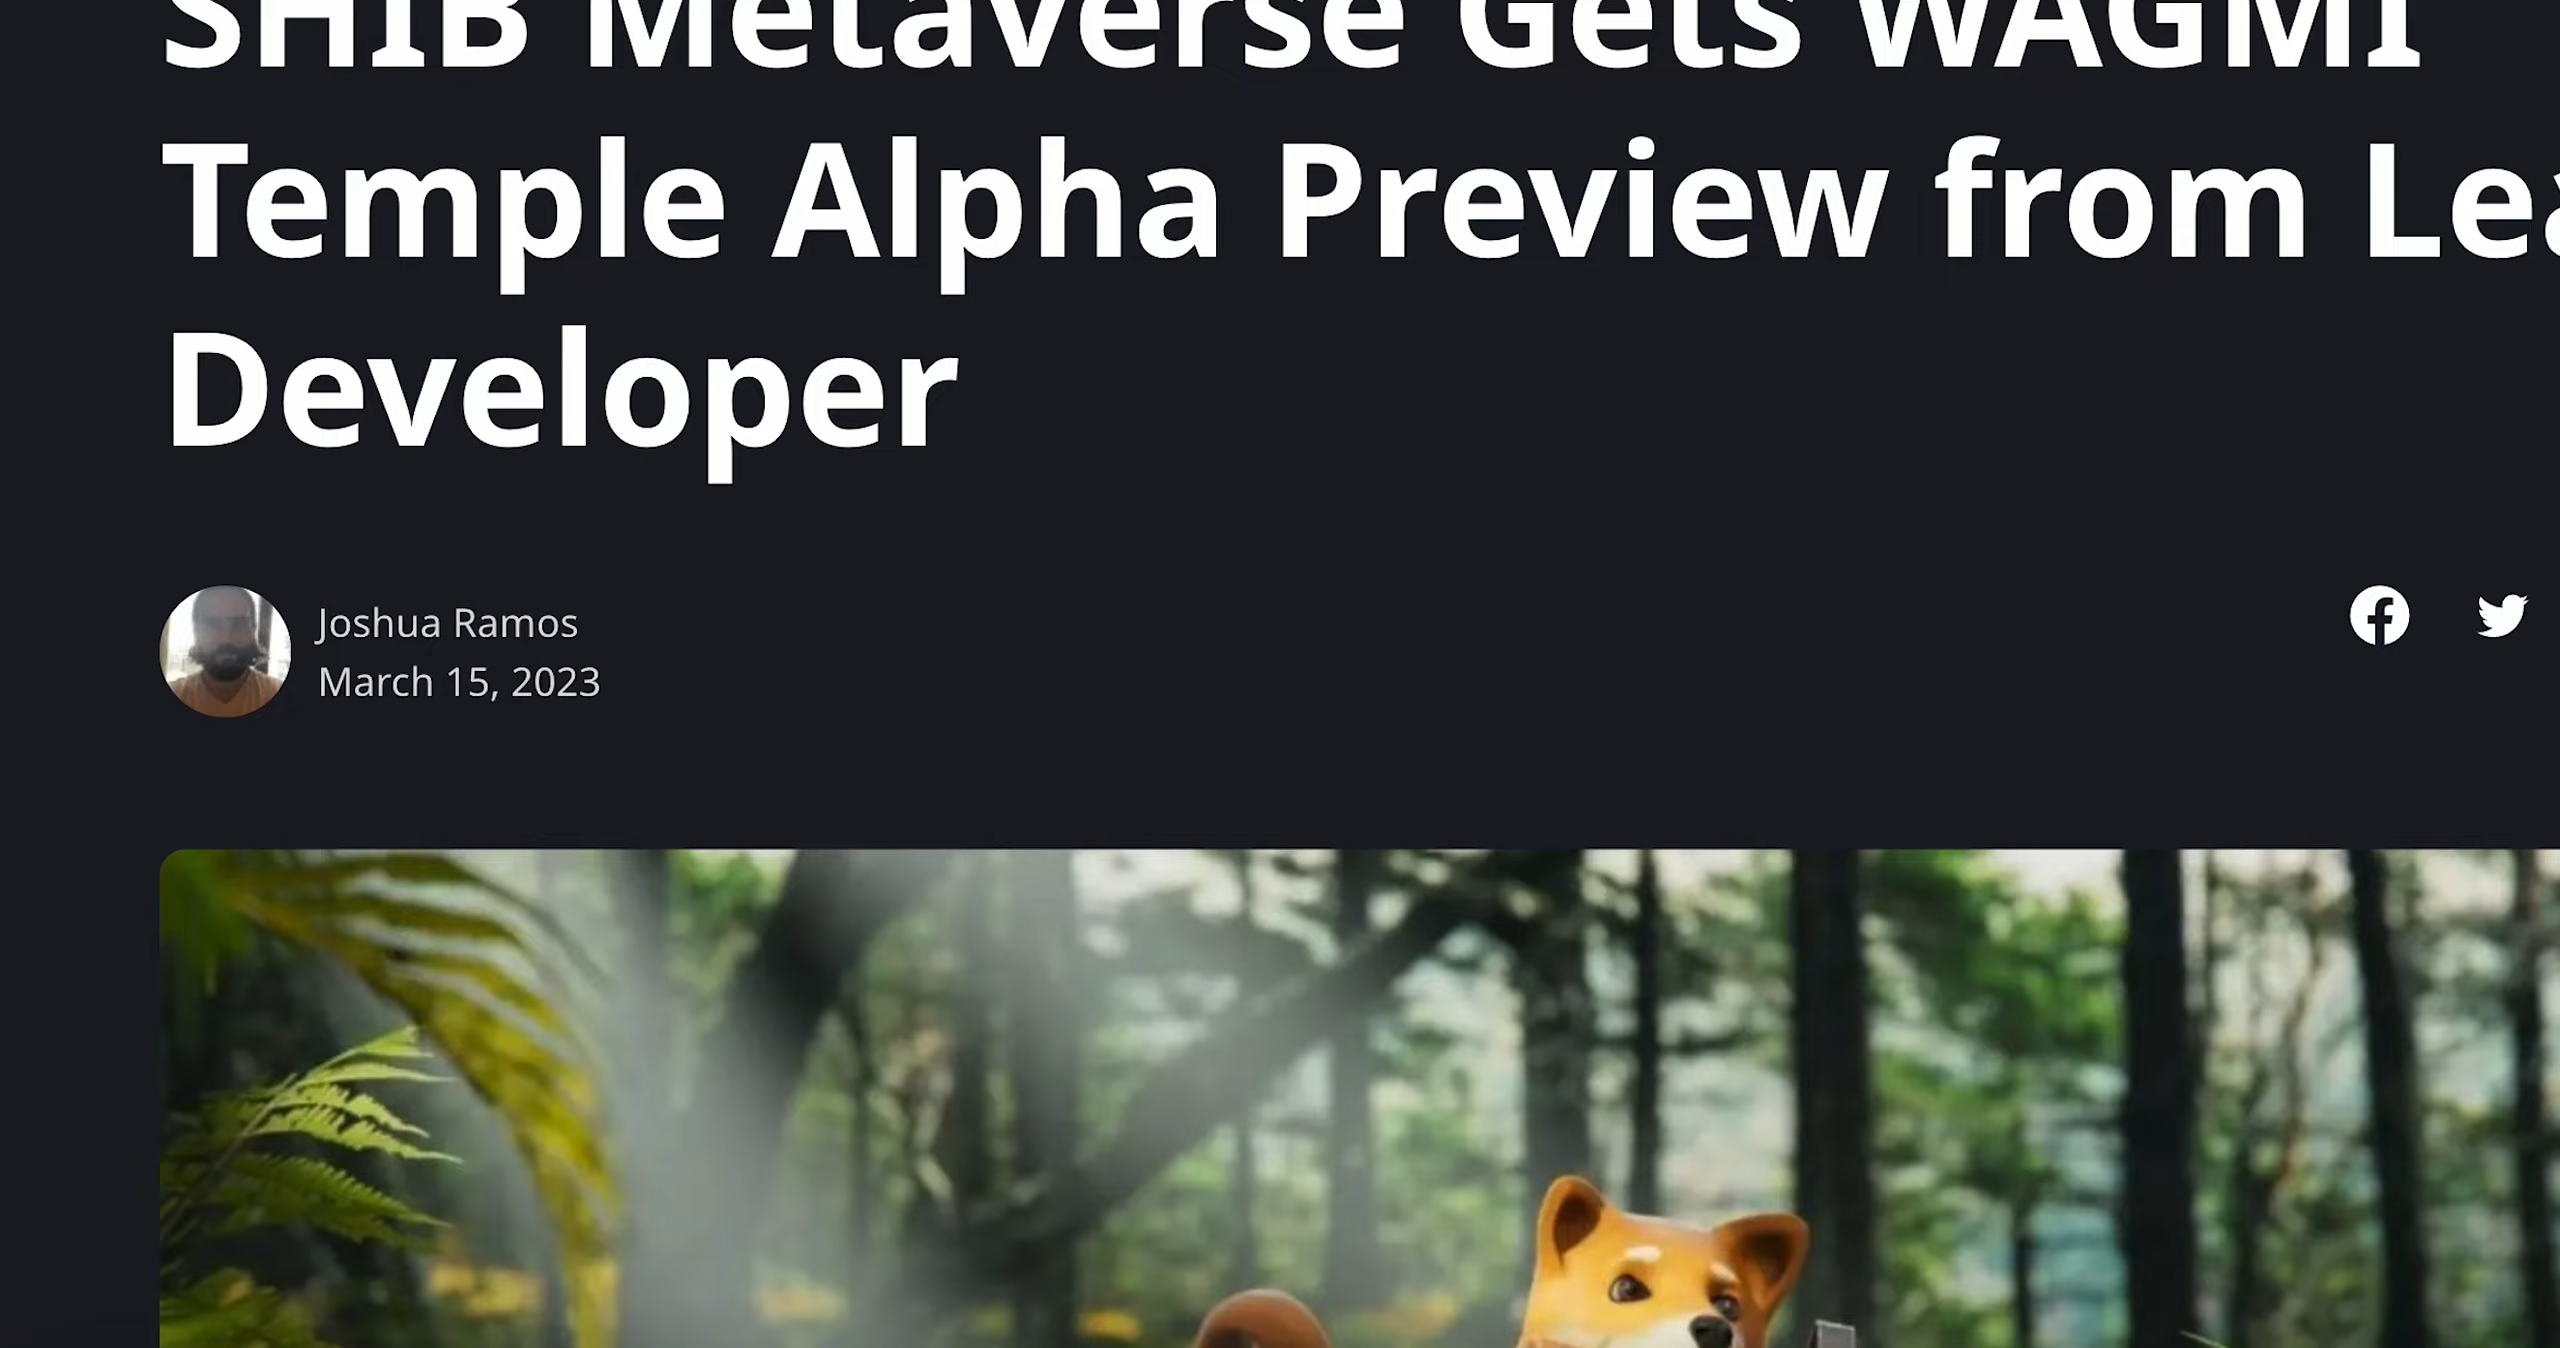 SHIB Metaverse Gets WAGMI
Temple Alpha Preview from
Developer
Joshua Ramos
March 15, 2023